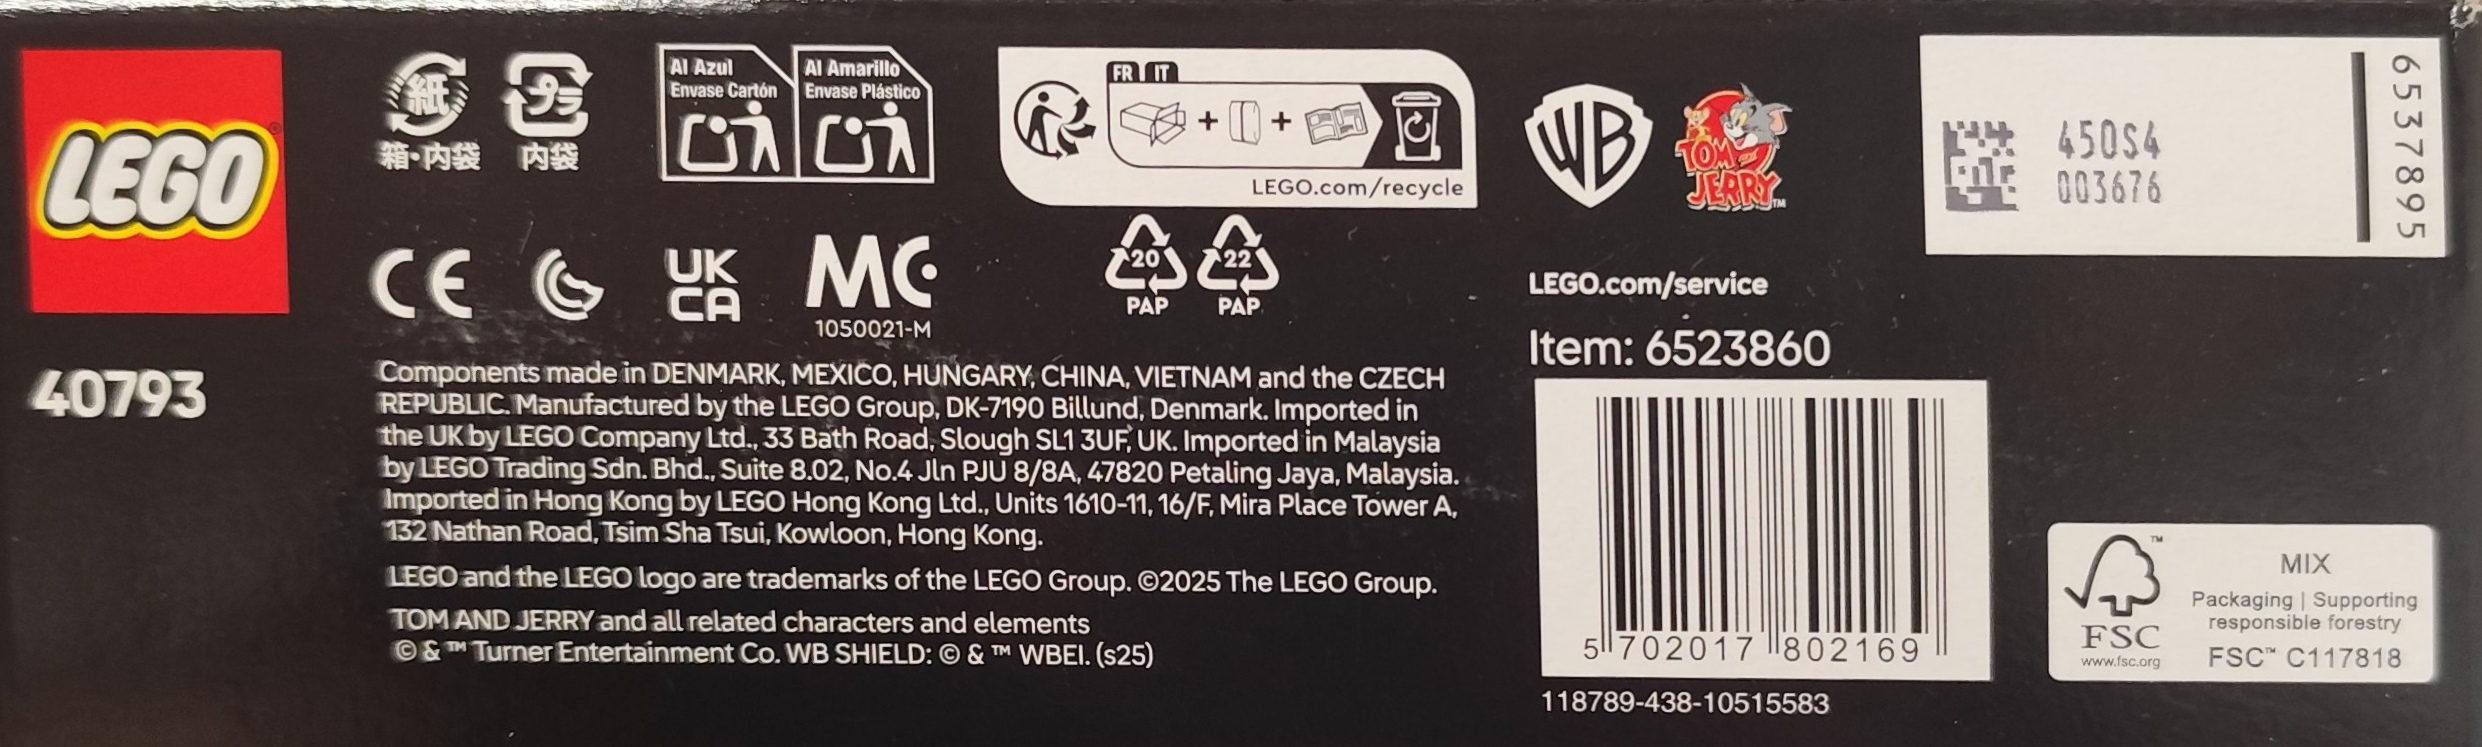 LEGO®
40793
紙
箱・内袋
プラ
内袋
Al Azul
Envase Cartón
Al Amarillo
Envase Plástico
FR IT
+ +
LEGO.com/recycle
CE
UK
CA
MC
1050021-M
20
PAP
22
PAP
Components made in DENMARK, MEXICO, HUNGARY, CHINA, VIETNAM and the CZECH
REPUBLIC. Manufactured by the LEGO Group, DK-7190 Billund, Denmark. Imported in
the UK by LEGO Company Ltd., 33 Bath Road, Slough SL1 3UF, UK. Imported in Malaysia
by LEGO Trading Sdn. Bhd., Suite 8.02, No.4 Jln PJU 8/8A, 47820 Petaling Jaya, Malaysia.
Imported in Hong Kong by LEGO Hong Kong Ltd., Units 1610-11, 16/F, Mira Place Tower A,
132 Nathan Road, Tsim Sha Tsui, Kowloon, Hong Kong.
LEGO and the LEGO logo are trademarks of the LEGO Group. ©2025 The LEGO Group.
TOM AND JERRY and all related characters and elements
© & ™ Turner Entertainment Co. WB SHIELD: © & ™ WBEI. (s25)
WB
TOM and
JERRY™
LEGO.com/service
Item: 6523860
5 702017 802169
118789-438-10515583
450S4
003676
6537895
™
FSC
www.fsc.org
MIX
Packaging | Supporting
responsible forestry
FSC™ C117818